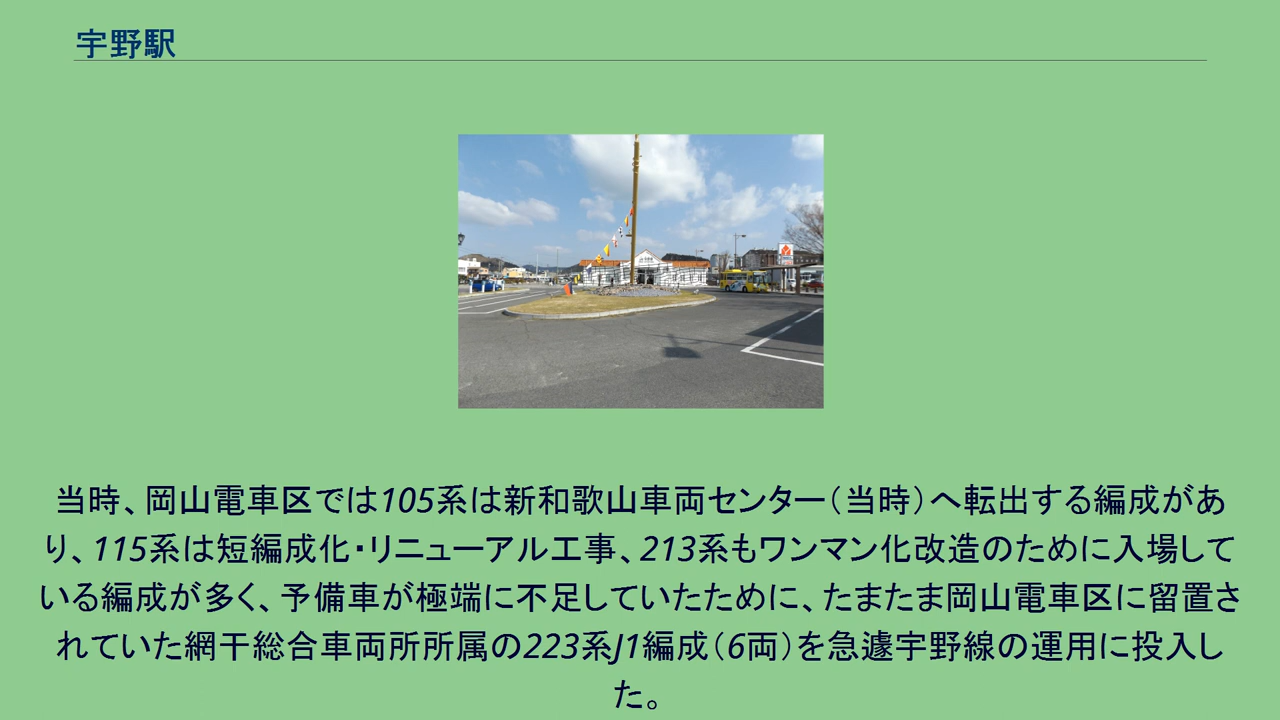 宇野駅
当時、岡山電車区では105系は新和歌山車両センター（当時）へ転出する編成があ
り、115系は短編成化・リニューアル工事、213系もワンマン化改造のために入場して
いる編成が多く、予備車が極端に不足していたために、たまたま岡山電車区に留置さ
れていた網干総合車両所所属の223系J1編成（6両）を急遽宇野線の運用に投入し
た。